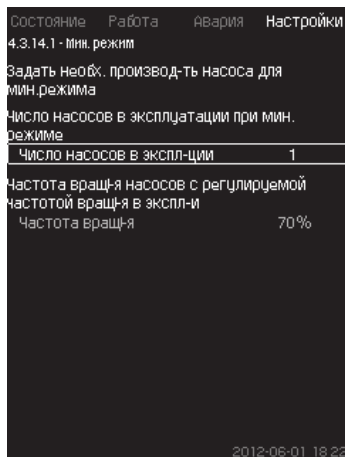 Состояние Работа Авария Настройки
4.3.14.1 - Мин. режим
Задать необх. производ-ть насоса для
мин.режима
Число насосов в эксплуатации при мин.
режиме
Число насосов в экспл-ции 1
Частота вращ-я насосов с регулируемой
частотой вращ-я в экспл-и
Частота вращ-я 70%
2012-06-01 18:22